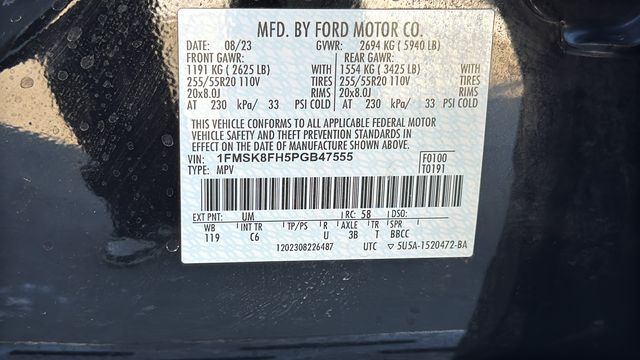 MFD. BY FORD MOTOR CO.
DATE: 08/23 GVWR: 2694 KG ( 5940 LB)
FRONT GAWR: REAR GAWR:
1191 KG ( 2625 LB) WITH 1554 KG ( 3425 LB) WITH
255/55R20 110V TIRES 255/55R20 110V TIRES
20x8.0J RIMS 20x8.0J RIMS
AT 230 kPa/ 33 PSI COLD AT 230 kPa/ 33 PSI COLD
THIS VEHICLE CONFORMS TO ALL APPLICABLE FEDERAL MOTOR
VEHICLE SAFETY AND THEFT PREVENTION STANDARDS IN
EFFECT ON THE DATE OF MANUFACTURE SHOWN ABOVE.
VIN: 1FMSK8FH5PGB47555 F0100
TYPE: MPV T0191
EXT PNT: UM RC: 58 DSO:
WB INT TR TP/PS R AXLE TR SPR
119 C6 U 3B T BBCC
1202308226487 UTC 5U5A-1520472-BA